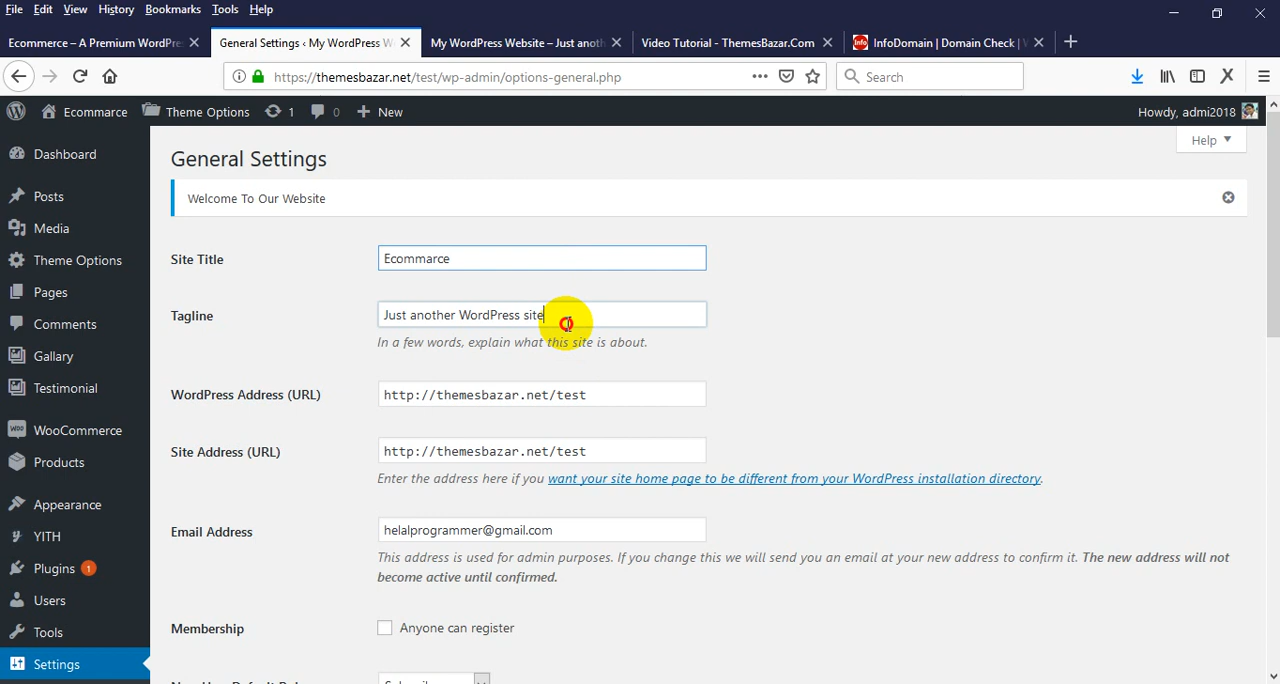 File Edit View History Bookmarks Tools Help
Ecommerce – A Premium WordPre General Settings ‹ My WordPress W My WordPress Website – Just anoth Video Tutorial - ThemesBazar.Com Info InfoDomain | Domain Check | W
https://themesbazar.net/test/wp-admin/options-general.php Search
Ecommarce Theme Options 1 0 New Howdy, admi2018
Help
Dashboard
Posts
Media
Theme Options
Pages
Comments
Gallary
Testimonial
WooCommerce
Products
Appearance
YITH
Plugins 1
Users
Tools
Settings
General Settings
Welcome To Our Website
Site Title Ecommarce
Tagline Just another WordPress site
In a few words, explain what this site is about.
WordPress Address (URL) http://themesbazar.net/test
Site Address (URL) http://themesbazar.net/test
Enter the address here if you want your site home page to be different from your WordPress installation directory.
Email Address helalprogrammer@gmail.com
This address is used for admin purposes. If you change this we will send you an email at your new address to confirm it. The new address will not
become active until confirmed.
Membership Anyone can register